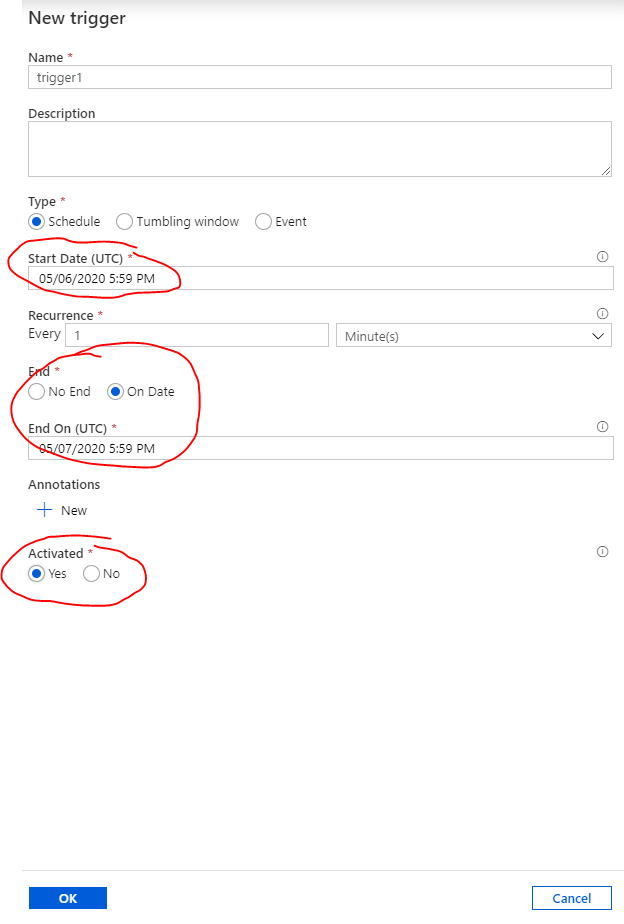 New trigger
Name *
trigger1
Description
Type *
Schedule Tumbling window Event
Start Date (UTC) *
05/06/2020 5:59 PM
Recurrence *
Every 1 Minute(s)
End *
No End On Date
End On (UTC) *
05/07/2020 5:59 PM
Annotations
+ New
Activated *
Yes No
OK Cancel